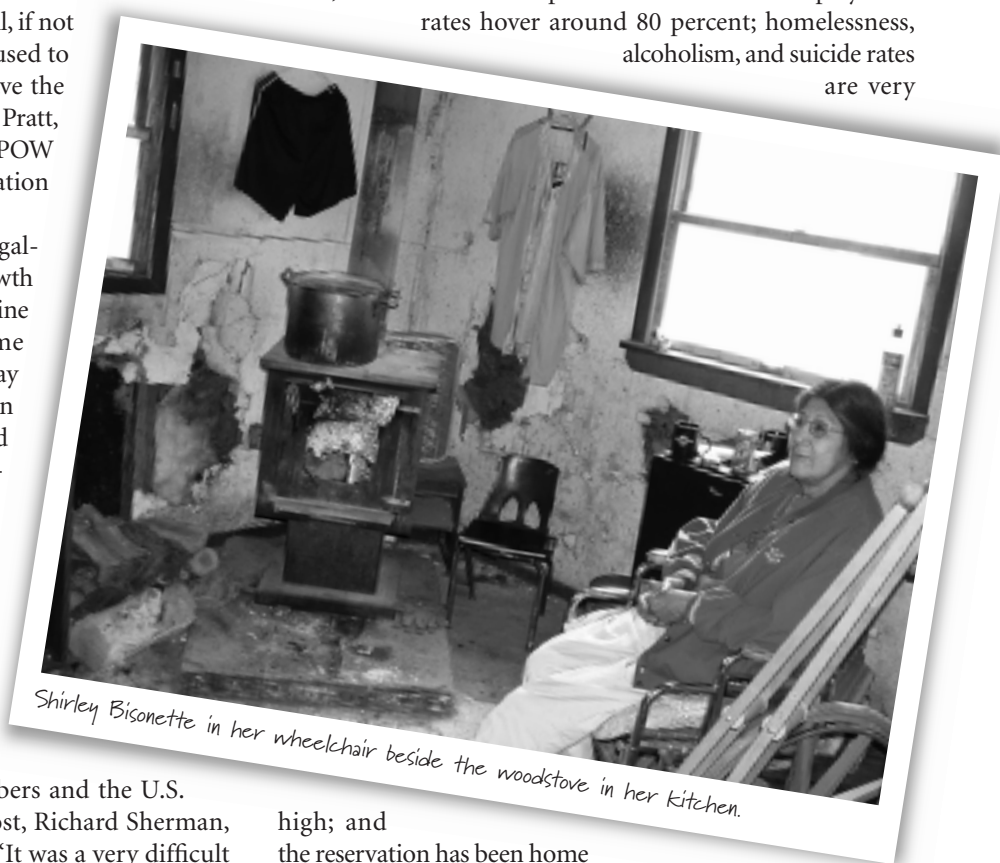 l, if not
used to
ve the
Pratt,
POW
ation
gal-
wth
ine
me
ay
n
d
rates hover around 80 percent; homelessness,
alcoholism, and suicide rates
are very
Shirley Bisonette in her wheelchair beside the woodstove in her kitchen.
bers and the U.S.
ost, Richard Sherman,
"It was a very difficult
high; and
the reservation has been home